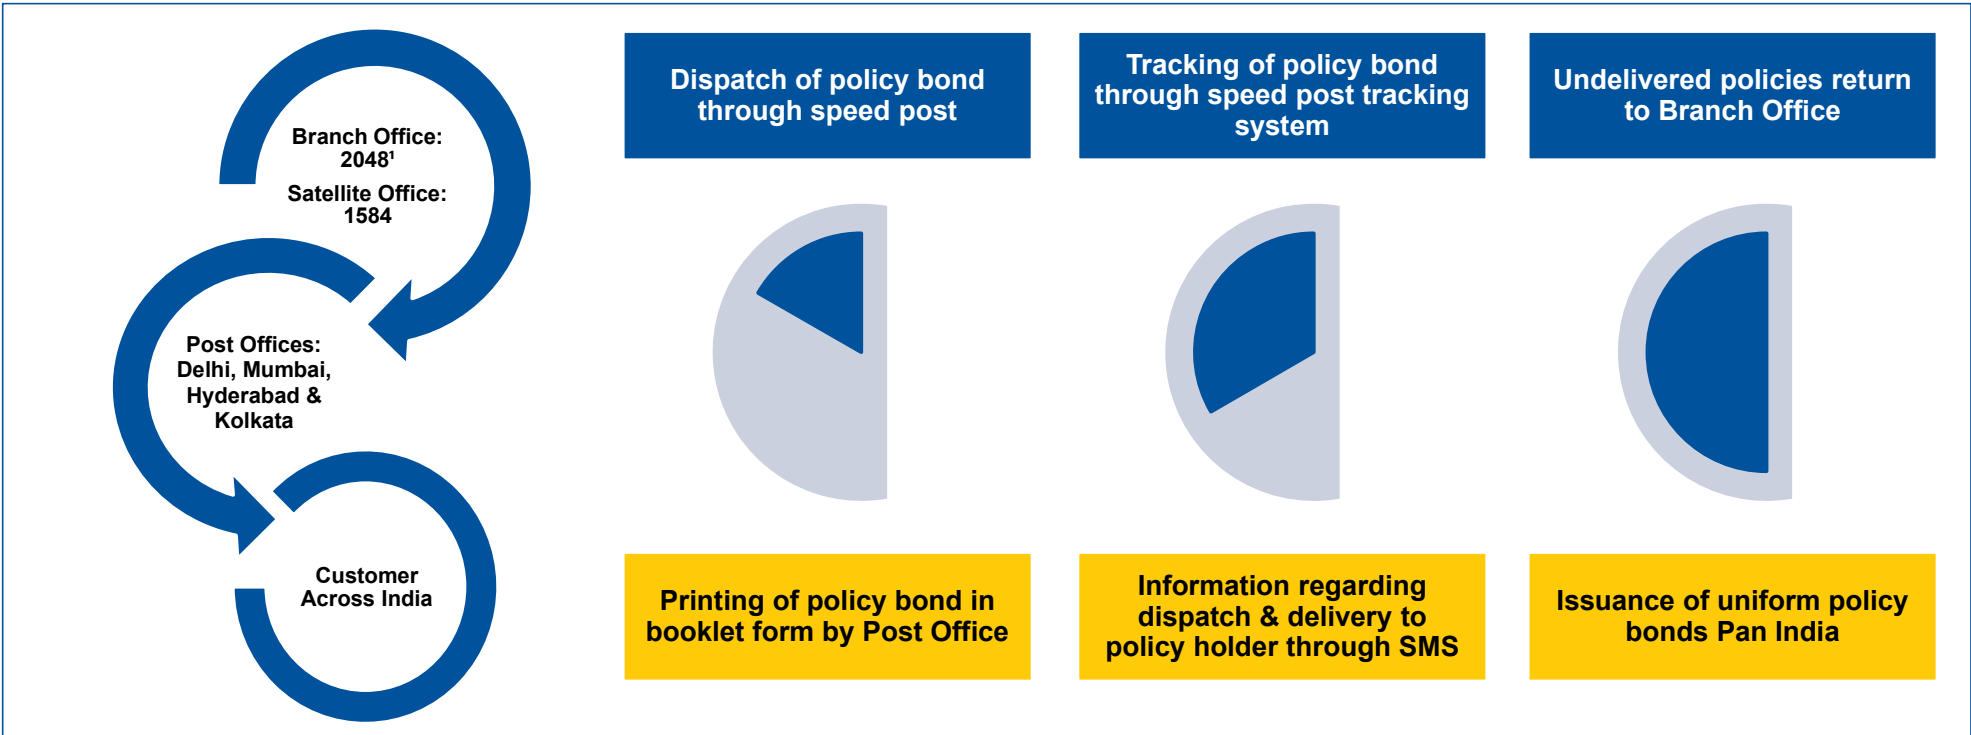 Branch Office:
2048¹
Satellite Office:
1584
Post Offices:
Delhi, Mumbai,
Hyderabad &
Kolkata
Customer
Across India
Dispatch of policy bond
through speed post
Tracking of policy bond
through speed post tracking
system
Undelivered policies return
to Branch Office
Printing of policy bond in
booklet form by Post Office
Information regarding
dispatch & delivery to
policy holder through SMS
Issuance of uniform policy
bonds Pan India